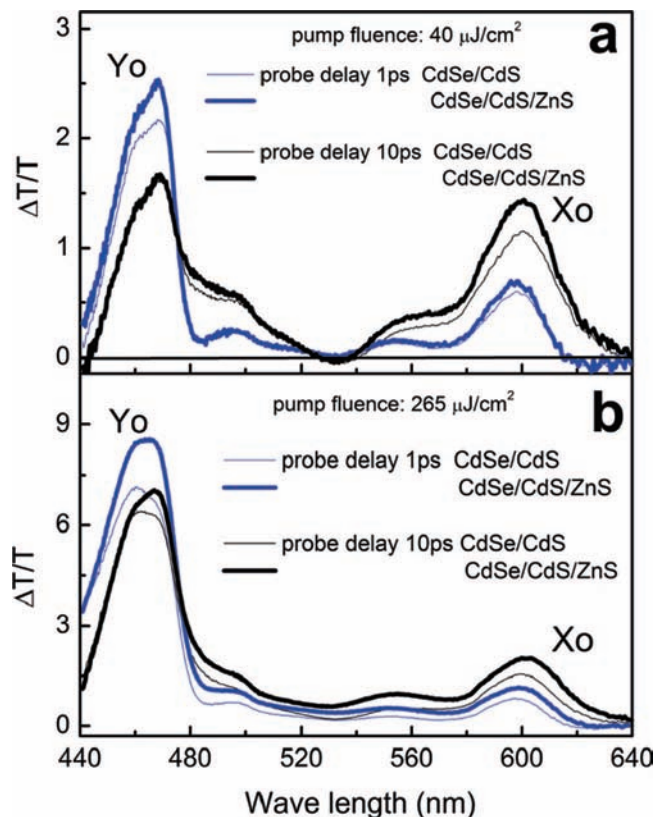 pump fluence: 40 μJ/cm²
a
Yo
probe delay 1ps CdSe/CdS
CdSe/CdS/ZnS
probe delay 10ps CdSe/CdS
CdSe/CdS/ZnS
Xo
ΔT/T
3
2
1
0
pump fluence: 265 μJ/cm²
b
Yo
probe delay 1ps CdSe/CdS
CdSe/CdS/ZnS
probe delay 10ps CdSe/CdS
CdSe/CdS/ZnS
Xo
ΔT/T
9
6
3
0
440 480 520 560 600 640
Wave length (nm)